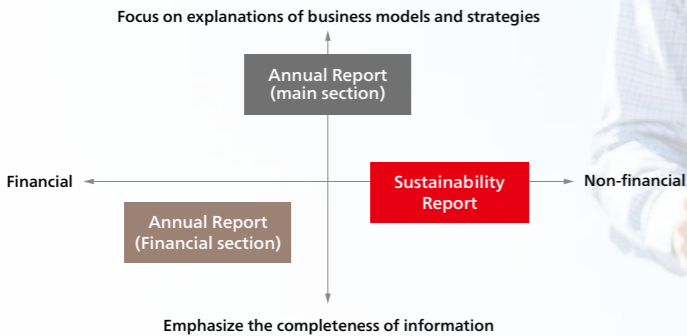 Focus on explanations of business models and strategies
Annual Report
(main section)
Financial
Sustainability
Report
Non-financial
Annual Report
(Financial section)
Emphasize the completeness of information